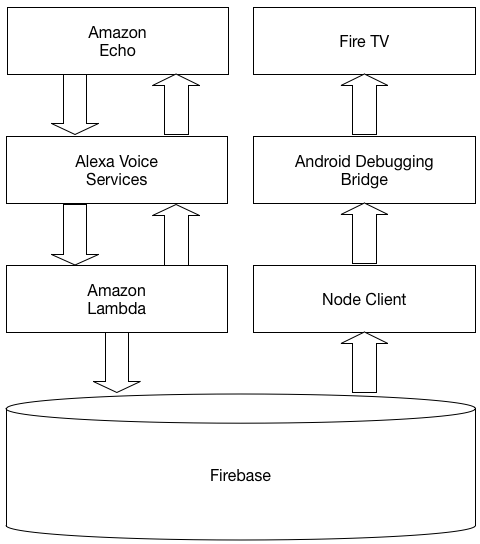 Amazon
Echo
Fire TV
Alexa Voice
Services
Android Debugging
Bridge
Amazon
Lambda
Node Client
Firebase